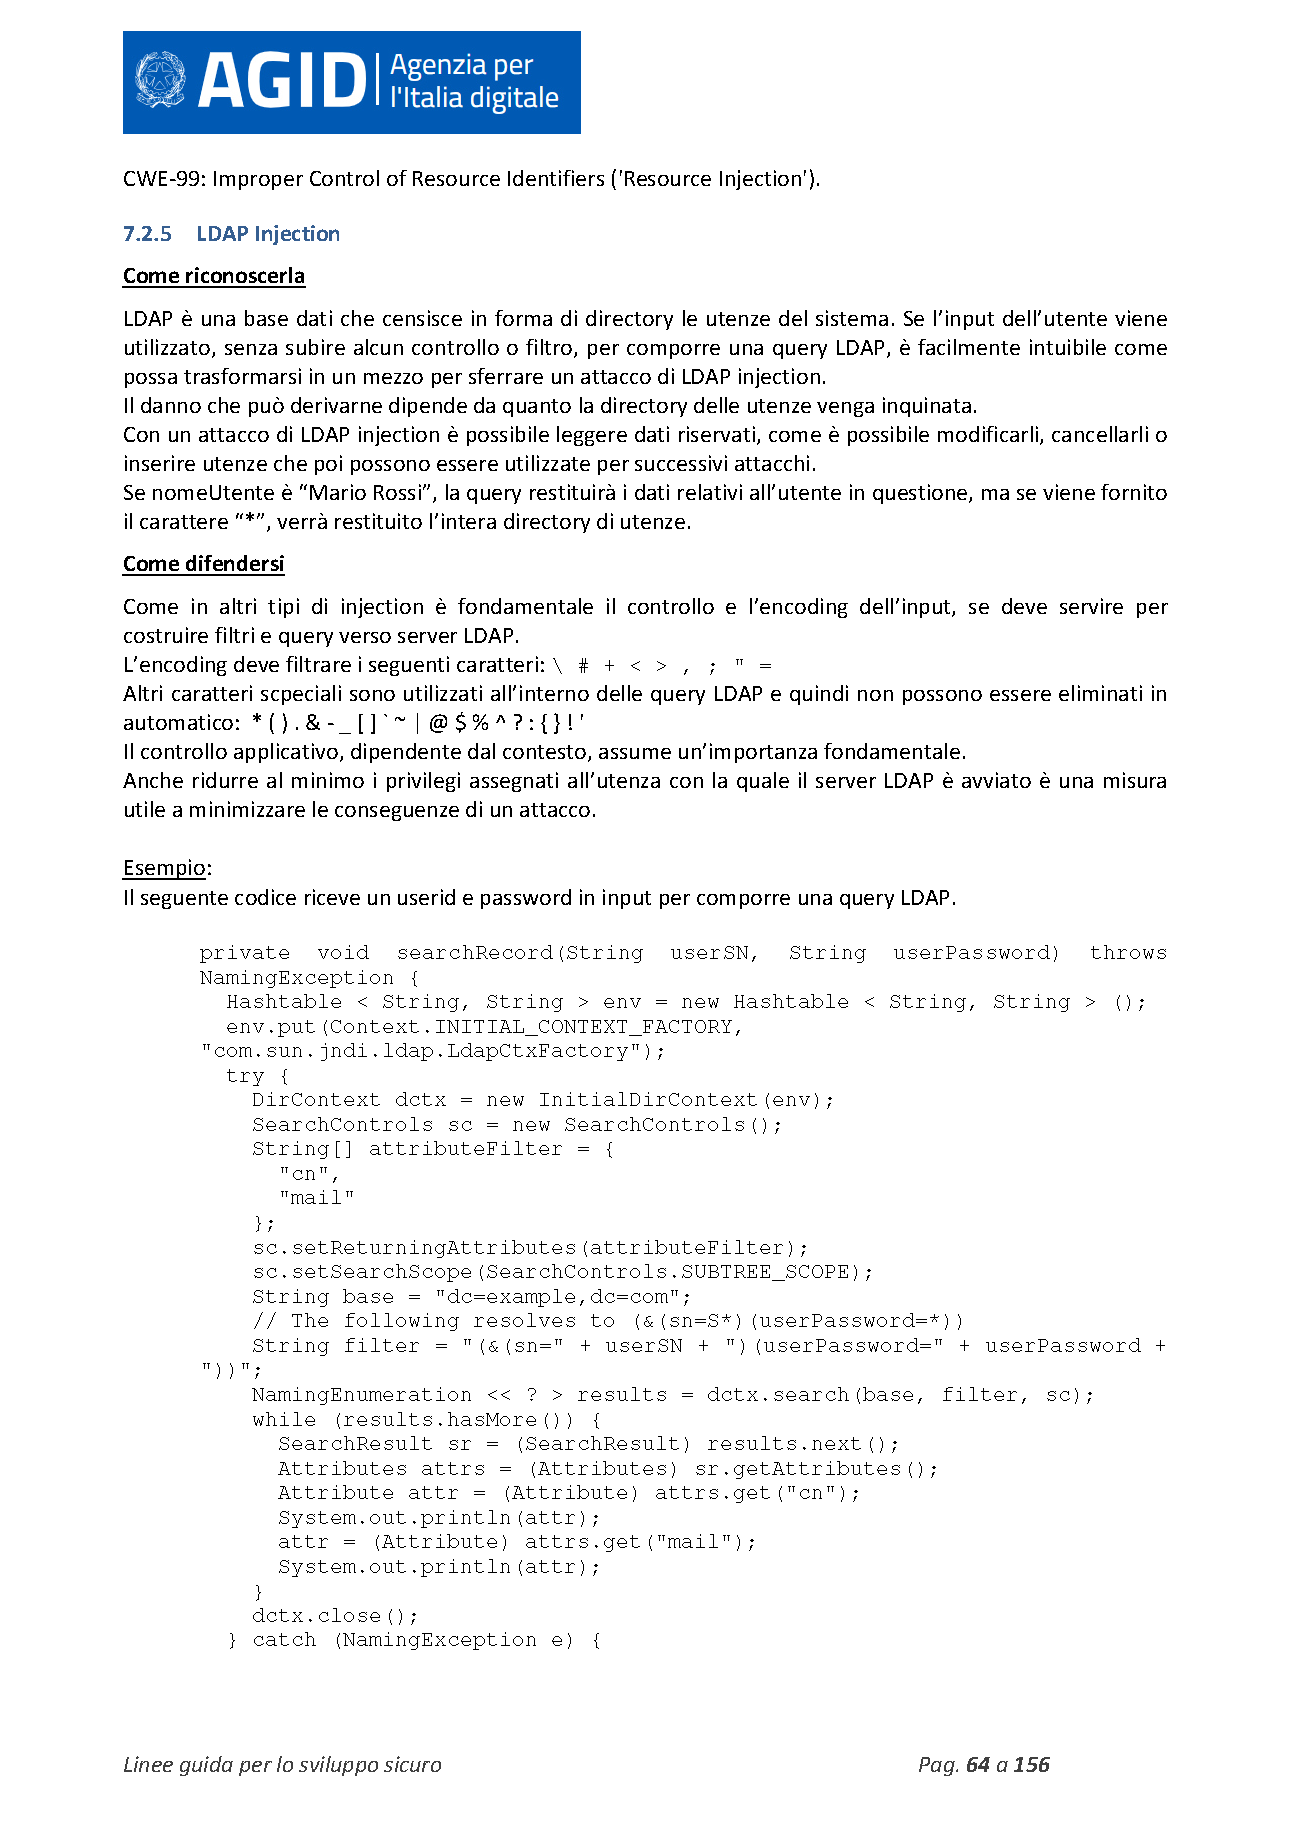 AGID Agenzia per
l'Italia digitale
CWE-99: Improper Control of Resource Identifiers ('Resource Injection').
7.2.5 LDAP Injection
Come riconoscerla
LDAP è una base dati che censisce in forma di directory le utenze del sistema. Se l’input dell’utente viene
utilizzato, senza subire alcun controllo o filtro, per comporre una query LDAP, è facilmente intuibile come
possa trasformarsi in un mezzo per sferrare un attacco di LDAP injection.
Il danno che può derivarne dipende da quanto la directory delle utenze venga inquinata.
Con un attacco di LDAP injection è possibile leggere dati riservati, come è possibile modificarli, cancellarli o
inserire utenze che poi possono essere utilizzate per successivi attacchi.
Se nomeUtente è “Mario Rossi”, la query restituirà i dati relativi all’utente in questione, ma se viene fornito
il carattere “*”, verrà restituito l’intera directory di utenze.
Come difendersi
Come in altri tipi di injection è fondamentale il controllo e l’encoding dell’input, se deve servire per
costruire filtri e query verso server LDAP.
L’encoding deve filtrare i seguenti caratteri: \ # + < > , ; " =
Altri caratteri scpeciali sono utilizzati all’interno delle query LDAP e quindi non possono essere eliminati in
automatico: * ( ) . & - _ [ ] ` ~ | @ $ % ^ ? : { } ! '
Il controllo applicativo, dipendente dal contesto, assume un’importanza fondamentale.
Anche ridurre al minimo i privilegi assegnati all’utenza con la quale il server LDAP è avviato è una misura
utile a minimizzare le conseguenze di un attacco.
Esempio:
Il seguente codice riceve un userid e password in input per comporre una query LDAP.
private void searchRecord(String userSN, String userPassword) throws
NamingException {
Hashtable < String, String > env = new Hashtable < String, String > ();
env.put(Context.INITIAL_CONTEXT_FACTORY,
"com.sun.jndi.ldap.LdapCtxFactory");
try {
DirContext dctx = new InitialDirContext(env);
SearchControls sc = new SearchControls();
String[] attributeFilter = {
"cn",
"mail"
};
sc.setReturningAttributes(attributeFilter);
sc.setSearchScope(SearchControls.SUBTREE_SCOPE);
String base = "dc=example,dc=com";
// The following resolves to (&(sn=S*)(userPassword=*))
String filter = "(&(sn=" + userSN + ")(userPassword=" + userPassword +
"))";
NamingEnumeration << ? > results = dctx.search(base, filter, sc);
while (results.hasMore()) {
SearchResult sr = (SearchResult) results.next();
Attributes attrs = (Attributes) sr.getAttributes();
Attribute attr = (Attribute) attrs.get("cn");
System.out.println(attr);
attr = (Attribute) attrs.get("mail");
System.out.println(attr);
}
dctx.close();
} catch (NamingException e) {
Linee guida per lo sviluppo sicuro Pag. 64 a 156